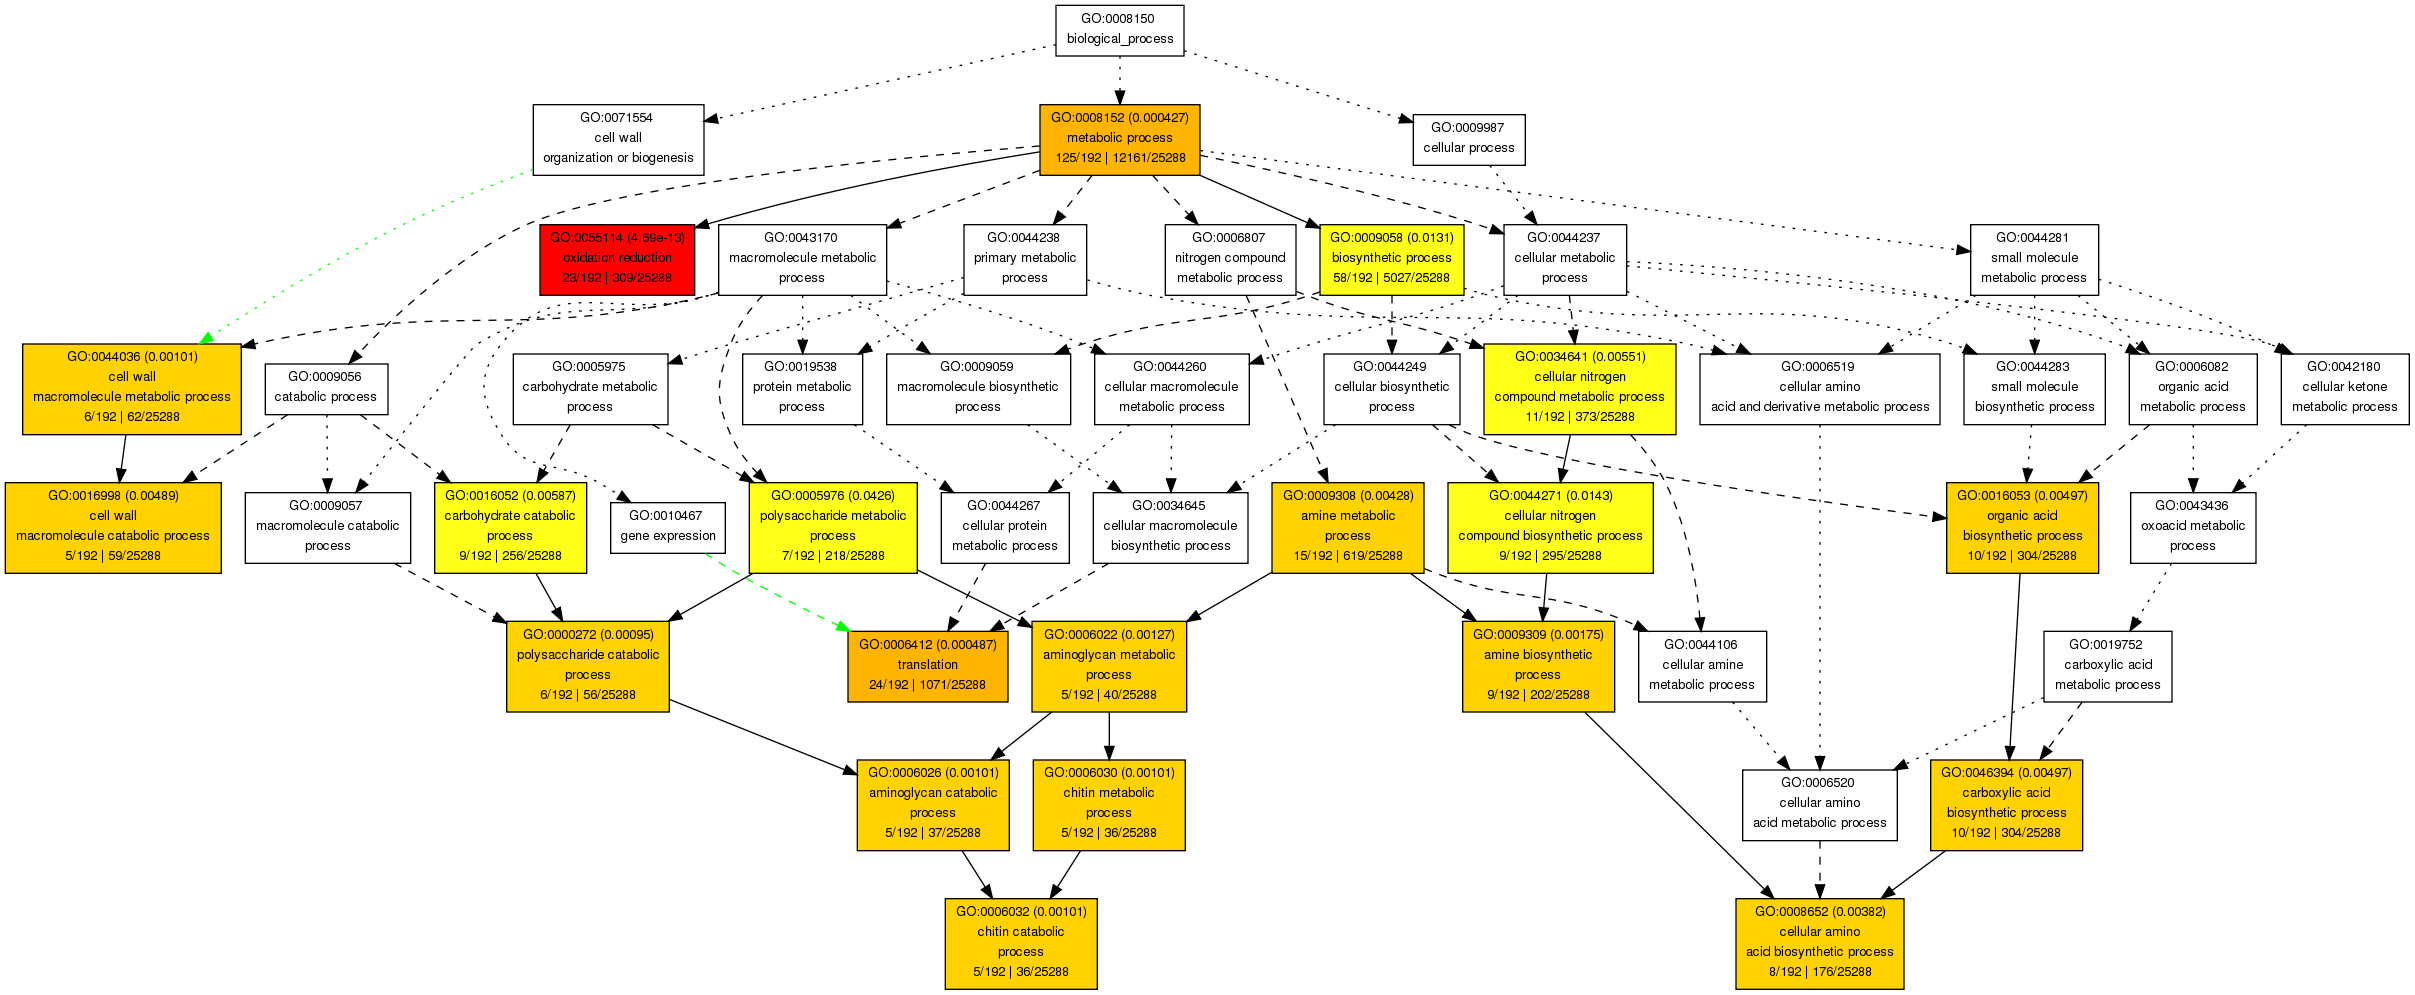 GO:0008150
biological_process
GO:0071554
cell wall
organization or biogenesis
GO:0008152 (0.000427)
metabolic process
125/192 | 12161/25288
GO:0009987
cellular process
GO:0055114 (4.69e-13)
oxidation reduction
23/192 | 309/25288
GO:0043170
macromolecule metabolic
process
GO:0044238
primary metabolic
process
GO:0006807
nitrogen compound
metabolic process
GO:0009058 (0.0131)
biosynthetic process
58/192 | 5027/25288
GO:0044237
cellular metabolic
process
GO:0044281
small molecule
metabolic process
GO:0044036 (0.00101)
cell wall
macromolecule metabolic process
6/192 | 62/25288
GO:0009056
catabolic process
GO:0005975
carbohydrate metabolic
process
GO:0019538
protein metabolic
process
GO:0009059
macromolecule biosynthetic
process
GO:0044260
cellular macromolecule
metabolic process
GO:0044249
cellular biosynthetic
process
GO:0034641 (0.00551)
cellular nitrogen
compound metabolic process
11/192 | 373/25288
GO:0006519
cellular amino
acid and derivative metabolic process
GO:0044283
small molecule
biosynthetic process
GO:0006082
organic acid
metabolic process
GO:0042180
cellular ketone
metabolic process
GO:0016998 (0.00489)
cell wall
macromolecule catabolic process
5/192 | 59/25288
GO:0009057
macromolecule catabolic
process
GO:0016052 (0.00587)
carbohydrate catabolic
process
9/192 | 256/25288
GO:0010467
gene expression
GO:0005976 (0.0426)
polysaccharide metabolic
process
7/192 | 218/25288
GO:0044267
cellular protein
metabolic process
GO:0034645
cellular macromolecule
biosynthetic process
GO:0009308 (0.00428)
amine metabolic
process
15/192 | 619/25288
GO:0044271 (0.0143)
cellular nitrogen
compound biosynthetic process
9/192 | 295/25288
GO:0016053 (0.00497)
organic acid
biosynthetic process
10/192 | 304/25288
GO:0043436
oxoacid metabolic
process
GO:0000272 (0.00095)
polysaccharide catabolic
process
6/192 | 56/25288
GO:0006412 (0.000487)
translation
24/192 | 1071/25288
GO:0006022 (0.00127)
aminoglycan metabolic
process
5/192 | 40/25288
GO:0009309 (0.00175)
amine biosynthetic
process
9/192 | 202/25288
GO:0044106
cellular amine
metabolic process
GO:0019752
carboxylic acid
metabolic process
GO:0006026 (0.00101)
aminoglycan catabolic
process
5/192 | 37/25288
GO:0006030 (0.00101)
chitin metabolic
process
5/192 | 36/25288
GO:0006520
cellular amino
acid metabolic process
GO:0046394 (0.00497)
carboxylic acid
biosynthetic process
10/192 | 304/25288
GO:0006032 (0.00101)
chitin catabolic
process
5/192 | 36/25288
GO:0008652 (0.00382)
cellular amino
acid biosynthetic process
8/192 | 176/25288